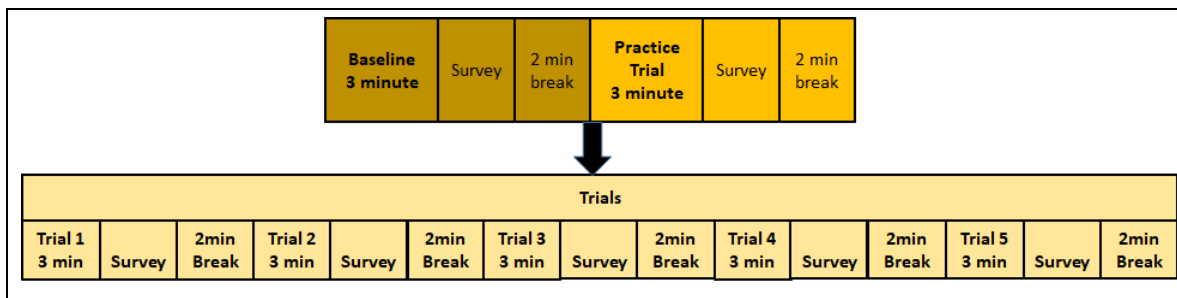 Baseline
3 minute
Survey
2 min
break
Practice
Trial
3 minute
Survey
2 min
break
Trials
Trial 1
3 min
Survey
2min
Break
Trial 2
3 min
Survey
2min
Break
Trial 3
3 min
Survey
2min
Break
Trial 4
3 min
Survey
2min
Break
Trial 5
3 min
Survey
2min
Break